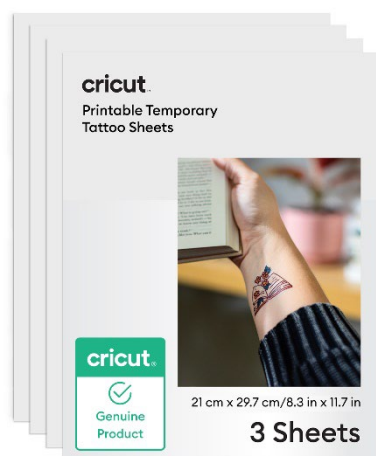 cricut
Printable Temporary
Tattoo Sheets
cricut
Genuine
Product
21 cm x 29.7 cm/8.3 in x 11.7 in
3 Sheets